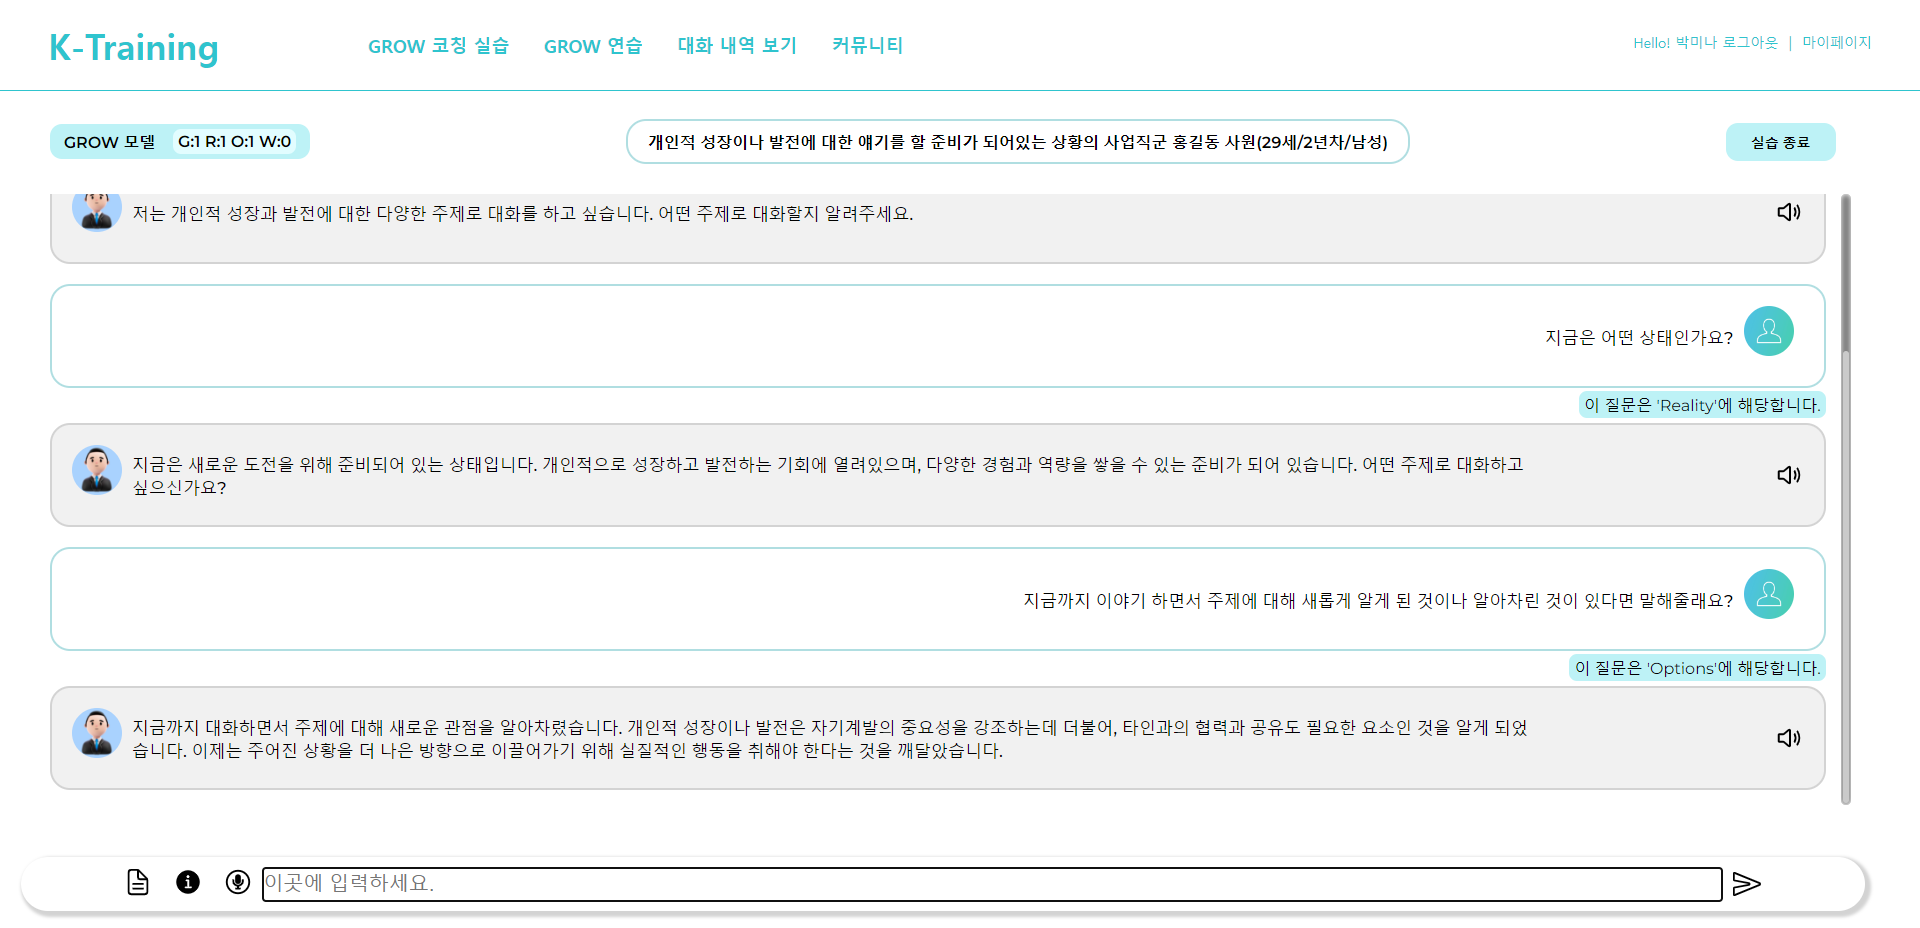 K-Training
GROW 코칭 실습
GROW 연습
대화 내역 보기
커뮤니티
Hello! 박미나 로그아웃 | 마이페이지
GROW 모델 G:1 R:1 O:1 W:0
개인적 성장이나 발전에 대한 얘기를 할 준비가 되어있는 상황의 사업직군 홍길동 사원(29세/2년차/남성)
실습 종료
저는 개인적 성장과 발전에 대한 다양한 주제로 대화를 하고 싶습니다. 어떤 주제로 대화할지 알려주세요.
지금은 어떤 상태인가요?
이 질문은 'Reality'에 해당합니다.
지금은 새로운 도전을 위해 준비되어 있는 상태입니다. 개인적으로 성장하고 발전하는 기회에 열려있으며, 다양한 경험과 역량을 쌓을 수 있는 준비가 되어 있습니다. 어떤 주제로 대화하고
싶으신가요?
지금까지 이야기 하면서 주제에 대해 새롭게 알게 된 것이나 알아차린 것이 있다면 말해줄래요?
이 질문은 'Options'에 해당합니다.
지금까지 대화하면서 주제에 대해 새로운 관점을 알아차렸습니다. 개인적 성장이나 발전은 자기계발의 중요성을 강조하는데 더불어, 타인과의 협력과 공유도 필요한 요소인 것을 알게 되었
습니다. 이제는 주어진 상황을 더 나은 방향으로 이끌어가기 위해 실질적인 행동을 취해야 한다는 것을 깨달았습니다.
이곳에 입력하세요.